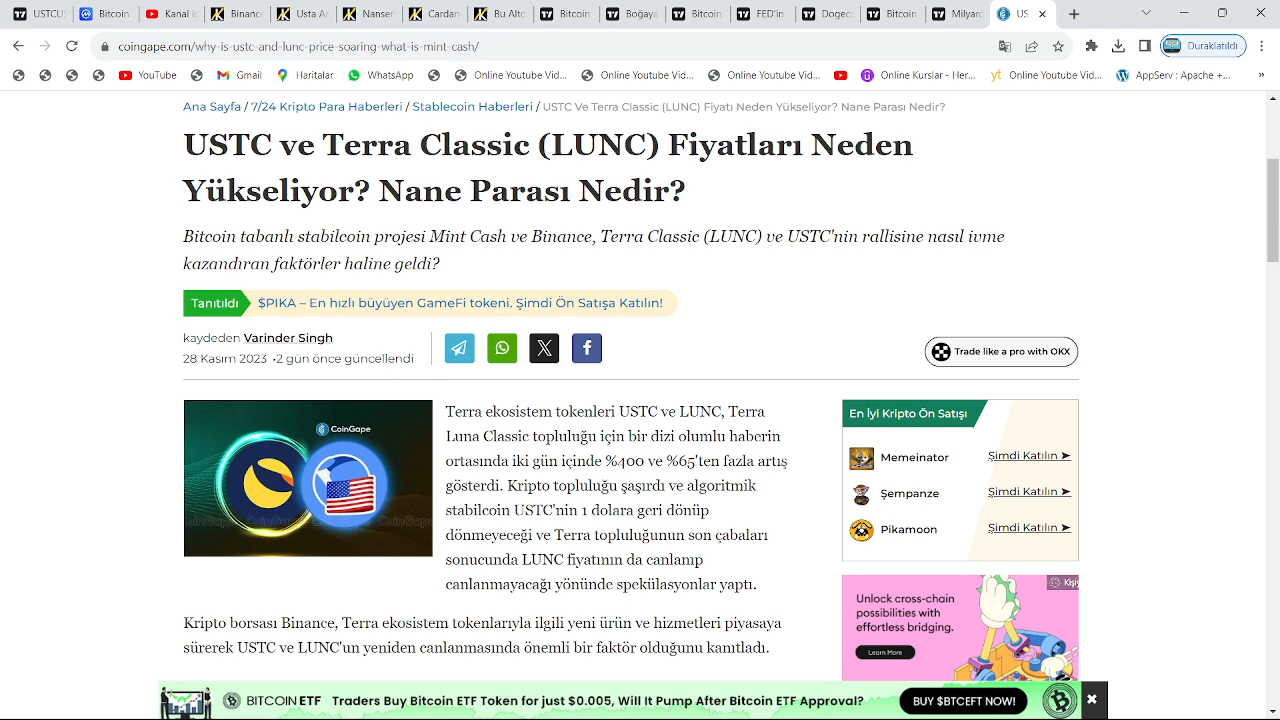 USTCU:
Bitcoin
Kanal iç
Binanc
Usta Ac
Nansen
Cardan
Bu Altc
Bitcoin
Boğaya
Bitcoin
FED'in
Dogeco
Bitcoin
Milyarc
US
coingape.com/why-is-ustc-and-lunc-price-soaring-what-is-mint-cash/
Duraklatıldı
YouTube
Gmail
Haritalar
WhatsApp
Online Youtube Vid...
Online Youtube Vid...
Online Youtube Vid...
Online Kurslar - Her...
Online Youtube Vid...
AppServ : Apache +...
Ana Sayfa / 7/24 Kripto Para Haberleri / Stablecoin Haberleri / USTC Ve Terra Classic (LUNC) Fiyatı Neden Yükseliyor? Nane Parası Nedir?
USTC ve Terra Classic (LUNC) Fiyatları Neden
Yükseliyor? Nane Parası Nedir?
Bitcoin tabanlı stabilcoin projesi Mint Cash ve Binance, Terra Classic (LUNC) ve USTC'nin rallisine nasıl ivme
kazandıran faktörler haline geldi?
Tanıtıldı
$PIKA – En hızlı büyüyen GameFi tokeni. Şimdi Ön Satışa Katılın!
kaydeden Varinder Singh
28 Kasım 2023 •2 gün önce güncellendi
Trade like a pro with OKX
CoinGape
Terra ekosistem tokenleri USTC ve LUNC, Terra
Luna Classic topluluğu için bir dizi olumlu haberin
ortasında iki gün içinde %400 ve %65'ten fazla artış
gösterdi. Kripto topluluğu şaşırdı ve algoritmik
stabilcoin USTC'nin 1 dolara geri dönüp
dönmeyeceği ve Terra topluluğunun son çabaları
sonucunda LUNC fiyatının da canlanıp
canlanmayacağı yönünde spekülasyonlar yaptı.
Kripto borsası Binance, Terra ekosistem tokenlarıyla ilgili yeni ürün ve hizmetleri piyasaya
sürerek USTC ve LUNC'un yeniden canlanmasında önemli bir faktör olduğunu kanıtladı.
En İyi Kripto Ön Satışı
Memeinator
Şimdi Katılın ➤
Şempanze
Şimdi Katılın ➤
Pikamoon
Şimdi Katılın ➤
Unlock cross-chain
possibilities with
effortless bridging.
Learn More
BITCOIN ETF
Traders Buy Bitcoin ETF Token for just $0.005, Will It Pump After Bitcoin ETF Approval?
BUY $BTCEFT NOW!